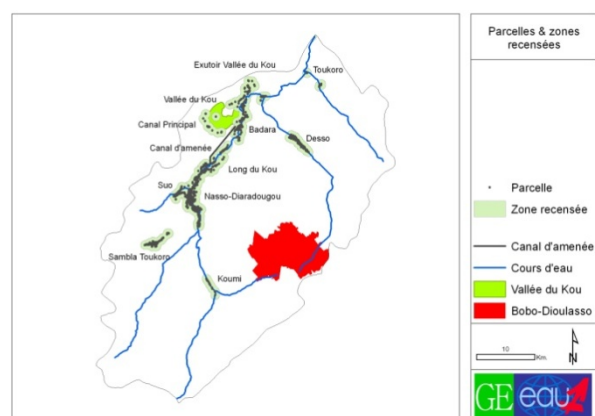 Exutoir Vallée du Kou
Toukoro
Vallée du Kou
Canal Principal
Badara
Desso
Canal d'amenée
Long du Kou
Suo
Nasso-Diaradougou
Sambla Toukoro
Koumi
Parcelles & zones
recensées
Parcelle
Zone recensée
Canal d'amenée
Cours d'eau
Vallée du Kou
Bobo-Dioulasso
10
Km.
N
GE eau